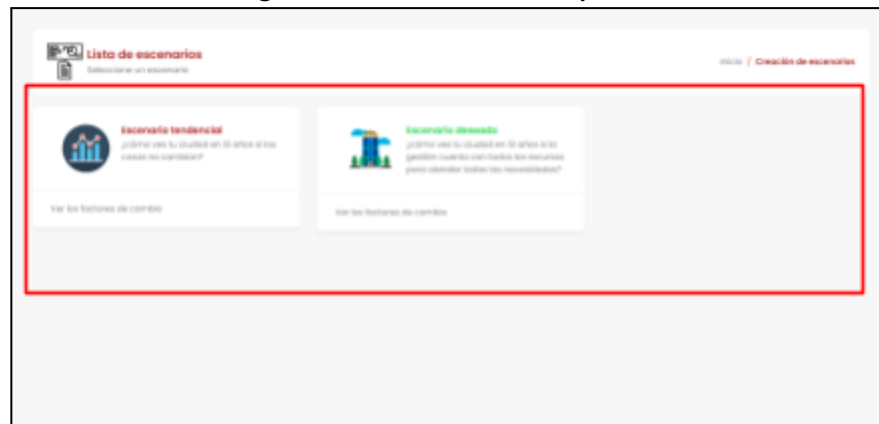 Lista de escenarios
Seleccione un escenario
Inicio / Creación de escenarios
Escenario tendencial
¿cómo ves tu ciudad en 13 años si las
cosas no cambian?
Ver los factores de cambio
Escenario deseado
¿cómo ves tu ciudad en 13 años si la
gestión cuenta con todos los recursos
para atender todas las necesidades?
Ver los factores de cambio